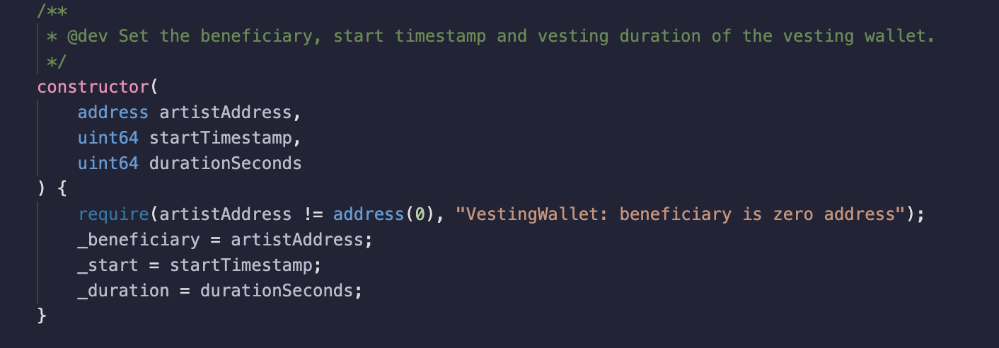 /**
 * @dev Set the beneficiary, start timestamp and vesting duration of the vesting wallet.
 */
constructor(
    address artistAddress,
    uint64 startTimestamp,
    uint64 durationSeconds
) {
    require(artistAddress != address(0), "VestingWallet: beneficiary is zero address");
    _beneficiary = artistAddress;
    _start = startTimestamp;
    _duration = durationSeconds;
}